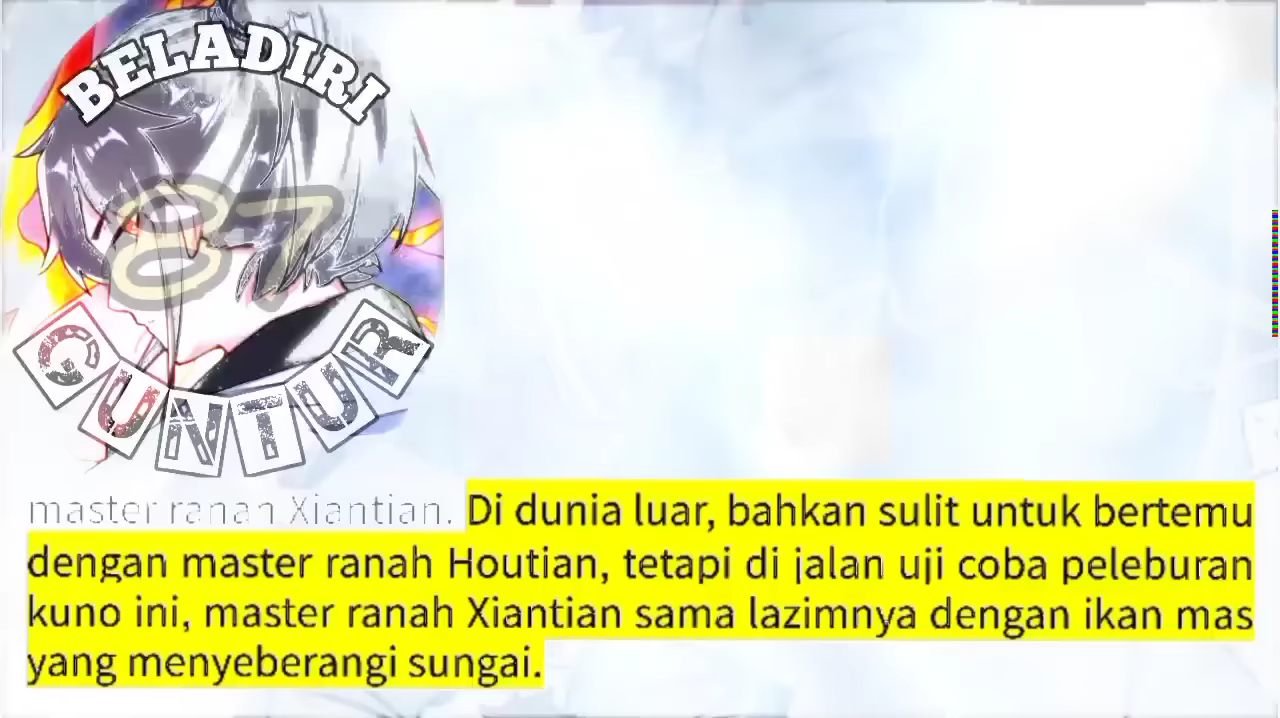 BELADIRI
87
GUNTUR
master ranah Xiantian. Di dunia luar, bahkan sulit untuk bertemu
dengan master ranah Houtian, tetapi di jalan uji coba peleburan
kuno ini, master ranah Xiantian sama lazimnya dengan ikan mas
yang menyeberangi sungai.